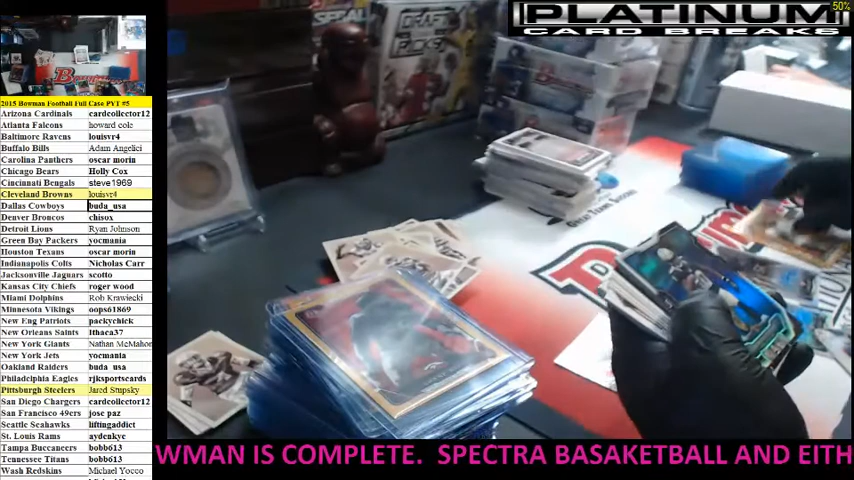 50%
PLATINUM
CARD BREAKS
2015 Bowman Football Full Case PYT #5
Arizona Cardinals cardcollector12
Atlanta Falcons howard cole
Baltimore Ravens louisvr4
Buffalo Bills Adam Angelici
Carolina Panthers oscar morin
Chicago Bears Holly Cox
Cincinnati Bengals steve1969
Cleveland Browns louisvr4
Dallas Cowboys buda_usa
Denver Broncos chisox
Detroit Lions Ryan Johnson
Green Bay Packers yocmania
Houston Texans oscar morin
Indianapolis Colts Nicholas Carr
Jacksonville Jaguars scotto
Kansas City Chiefs roger wood
Miami Dolphins Rob Krawiecki
Minnesota Vikings oops61869
New Eng Patriots packychick
New Orleans Saints Ithaca37
New York Giants Nathan McMahon
New York Jets yocmania
Oakland Raiders buda_usa
Philadelphia Eagles rjksportscards
Pittsburgh Steelers Jared Stupsky
San Diego Chargers cardcollector12
San Francisco 49ers jose paz
Seattle Seahawks liftingaddict
St. Louis Rams aydenkye
Tampa Buccaneers bobb613
Tennessee Titans bobb613
Wash Redskins Michael Yocco
DRAFT
PICKS
WMAN IS COMPLETE. SPECTRA BASAKETBALL AND EITH